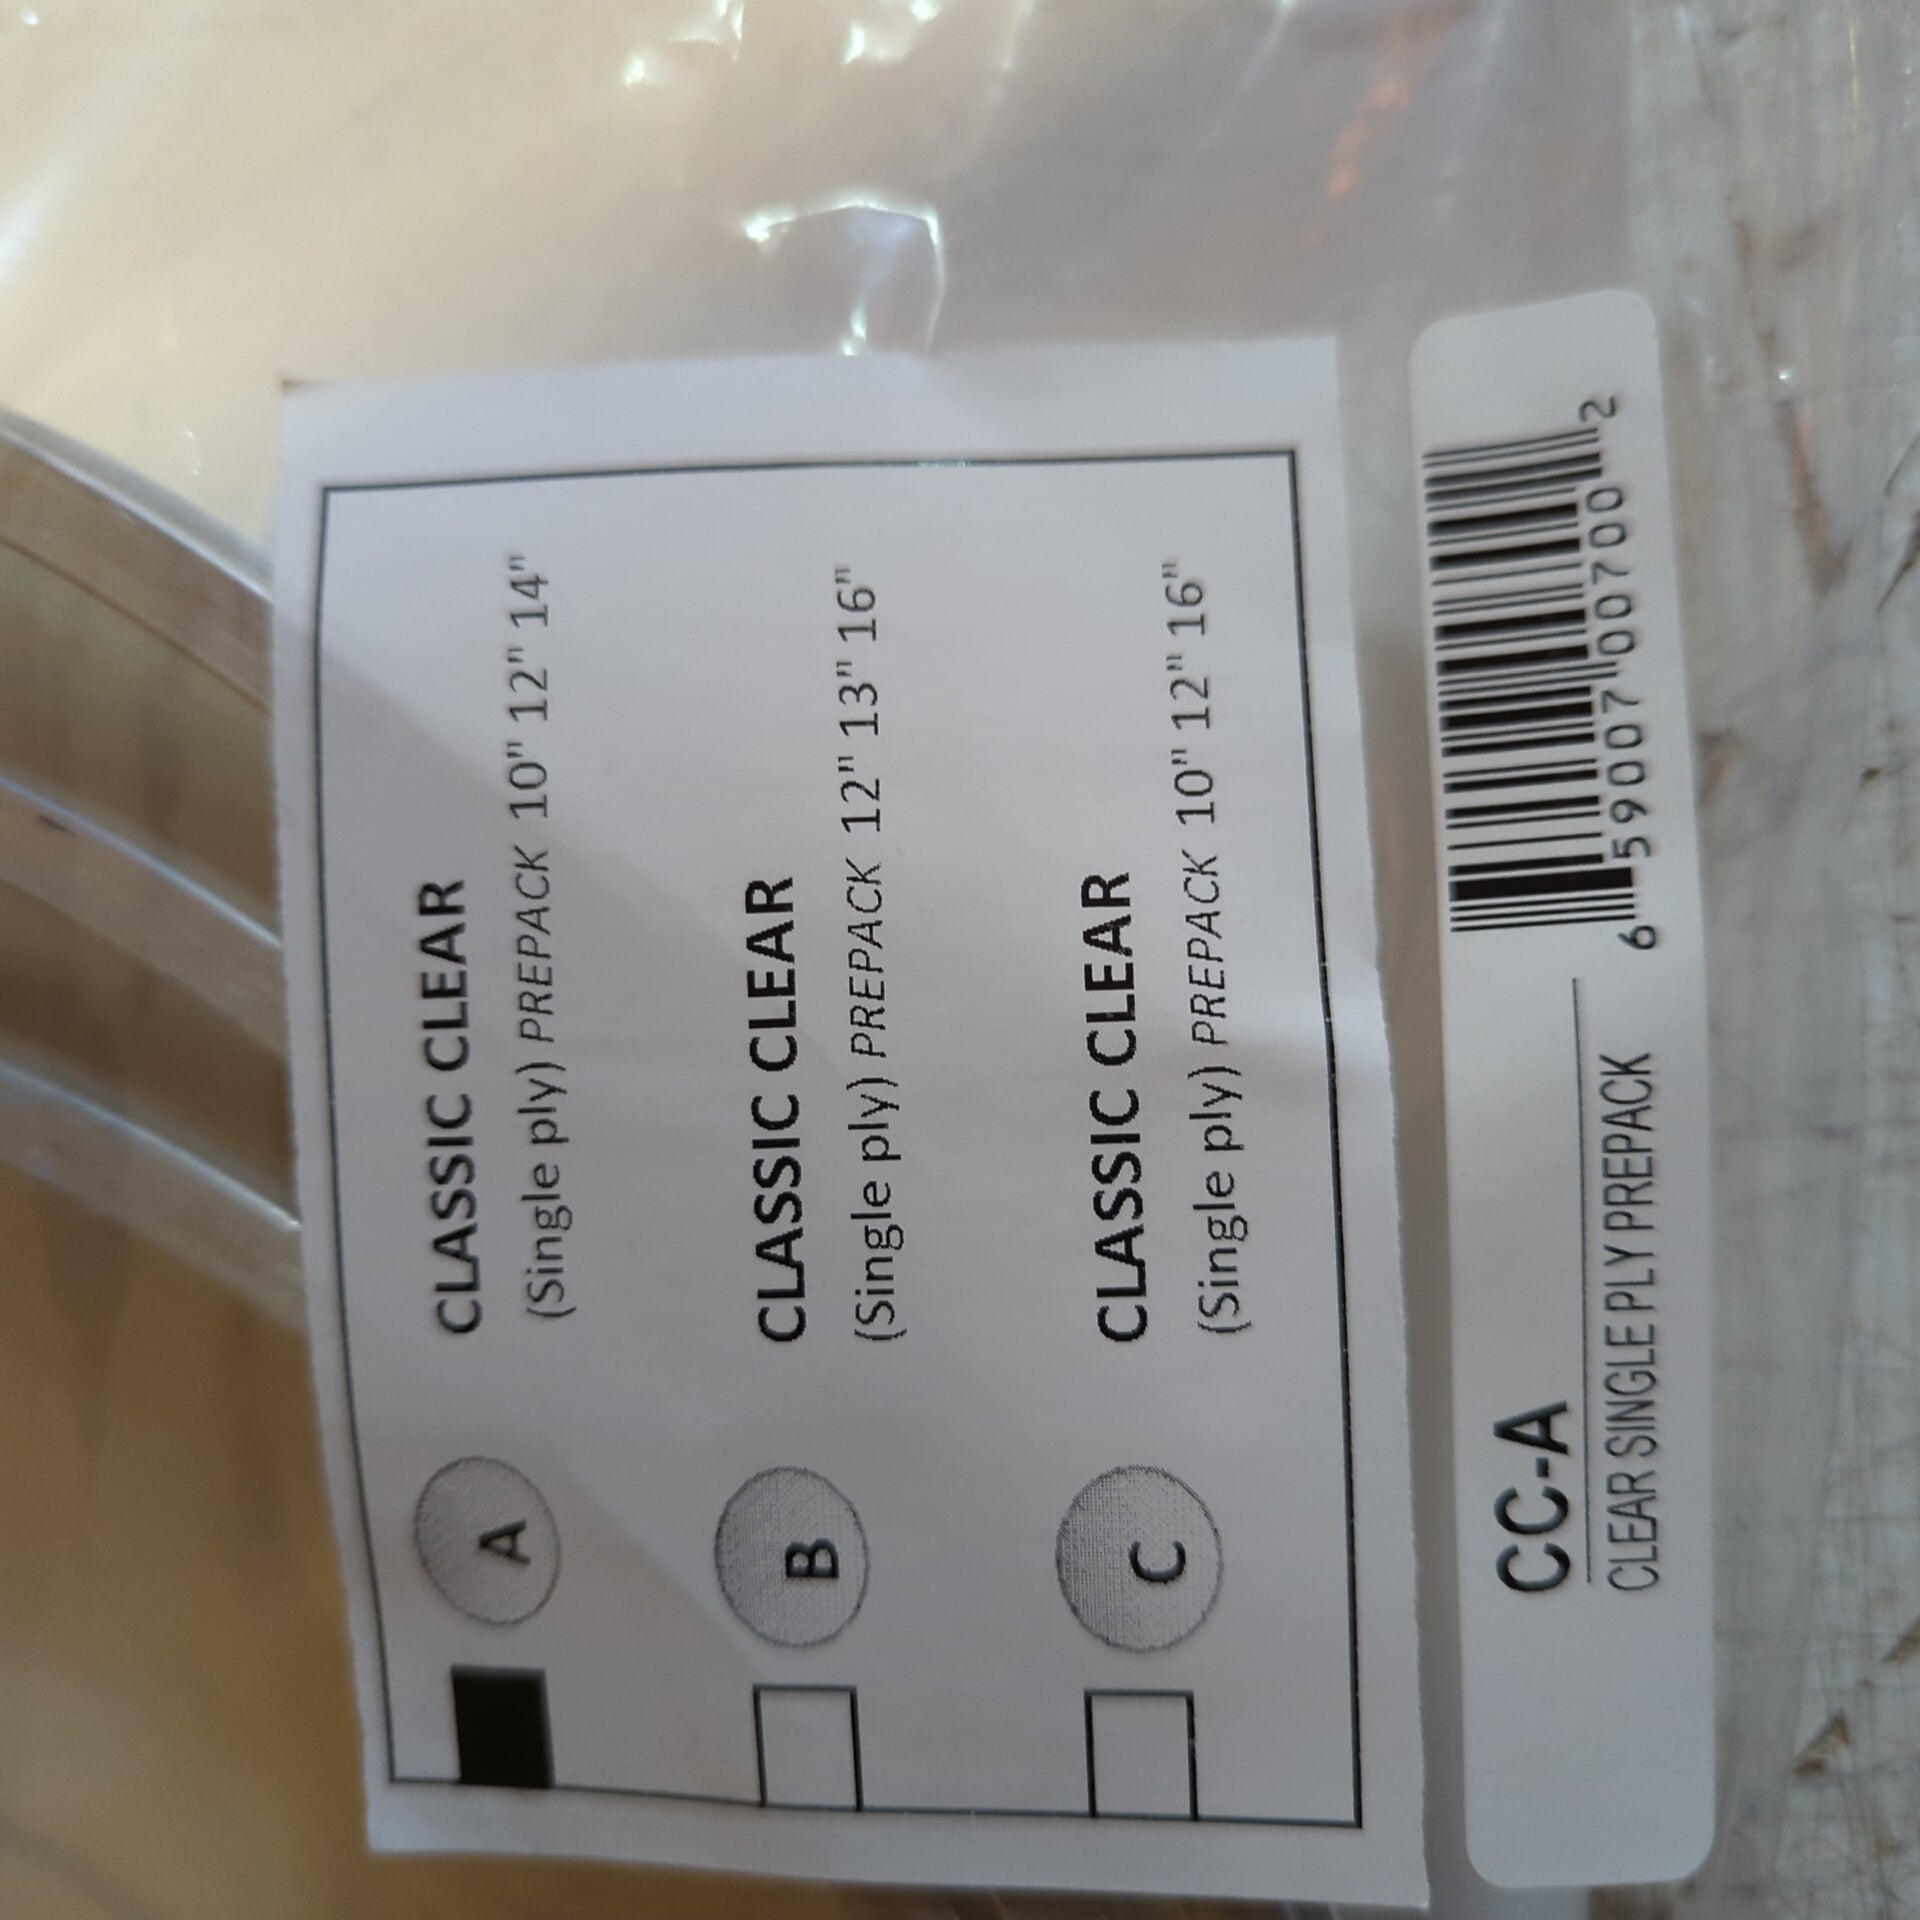 A
CLASSIC CLEAR
(Single ply) PREPACK 10" 12" 14"
B
CLASSIC CLEAR
(Single ply) PREPACK 12" 13" 16"
C
CLASSIC CLEAR
(Single ply) PREPACK 10" 12" 16"
CC-A
CLEAR SINGLE PLY PREPACK
6 59007 00700 2